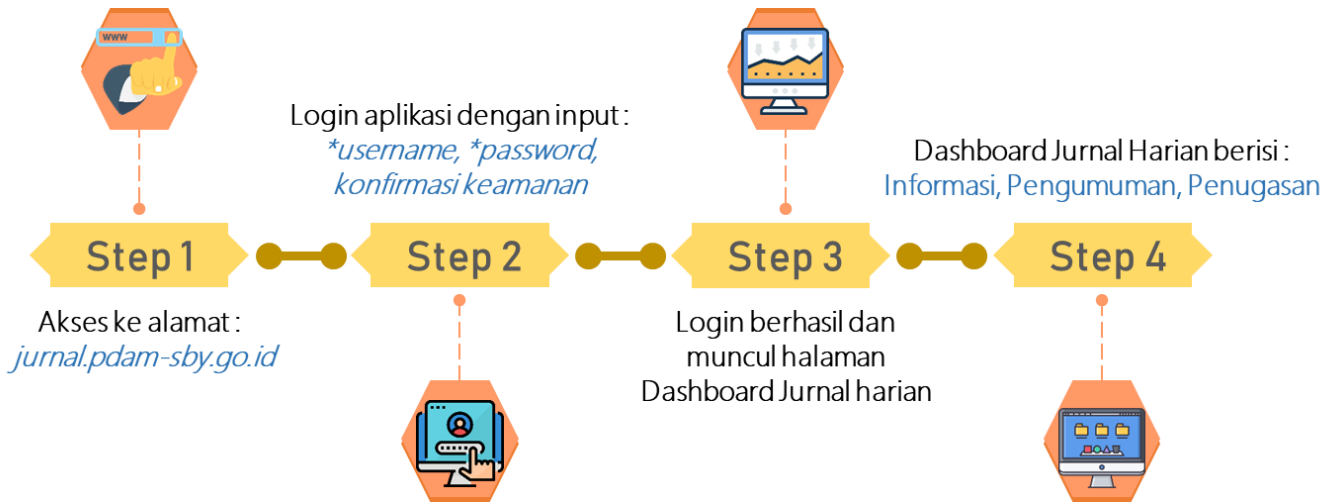 www
Step 1
Akses ke alamat :
jurnal.pdam-sby.go.id
Login aplikasi dengan input :
*username, *password,
konfirmasi keamanan
Step 2
Step 3
Login berhasil dan
muncul halaman
Dashboard Jurnal harian
Dashboard Jurnal Harian berisi :
Informasi, Pengumuman, Penugasan
Step 4